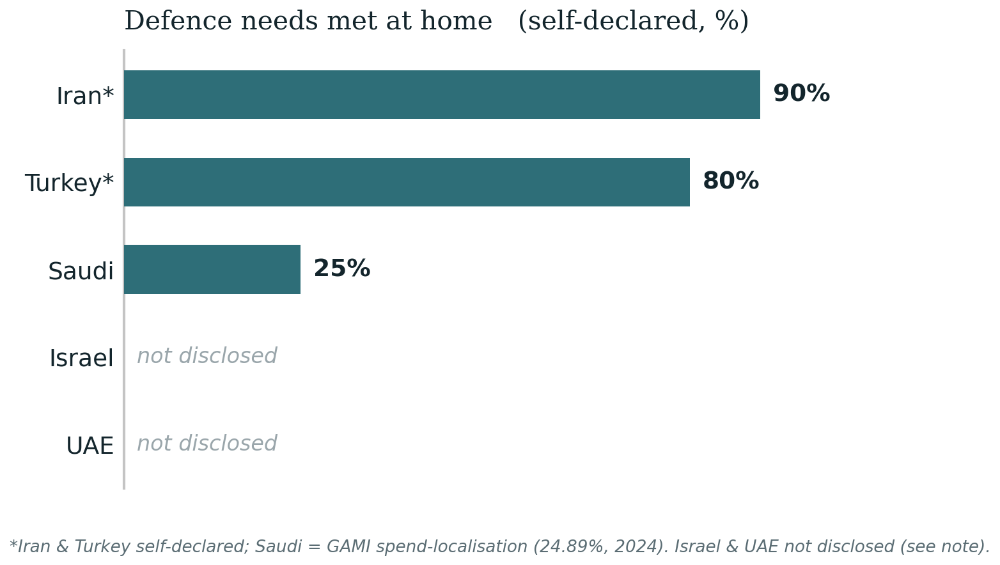 Defence needs met at home (self-declared, %)
Iran* 90%
Turkey* 80%
Saudi 25%
Israel not disclosed
UAE not disclosed
*Iran & Turkey self-declared; Saudi = GAMI spend-localisation (24.89%, 2024). Israel & UAE not disclosed (see note).